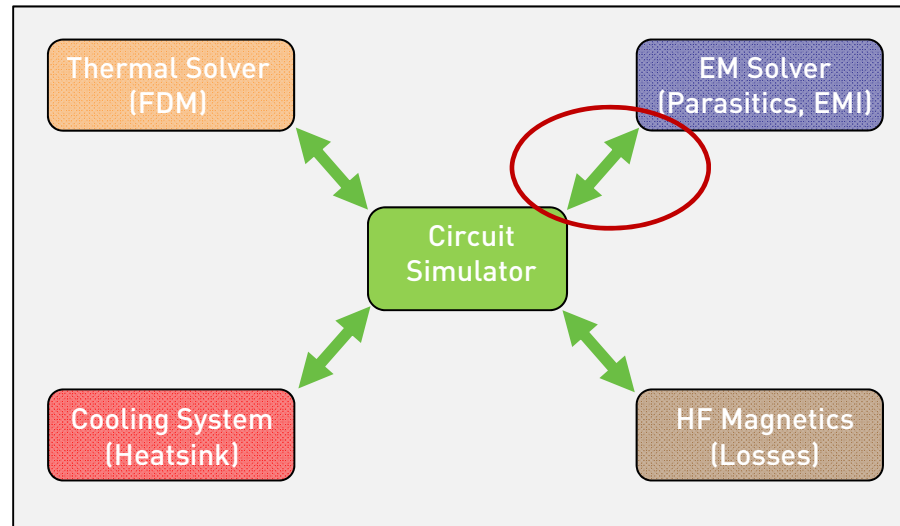 Thermal Solver
(FDM)
EM Solver
(Parasitics, EMI)
Circuit
Simulator
Cooling System
(Heatsink)
HF Magnetics
(Losses)